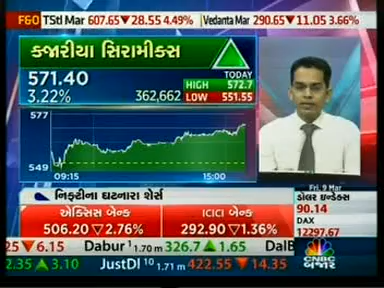 F&O TStl Mar 607.65▼28.55 4.49% Vedanta Mar 290.65▼11.05 3.66%
કજારીયા સિરામીક્સ
571.40
3.22% 362,662
TODAY
HIGH 572.7
LOW 551.55
577
549
09:15 15:00
નિફ્ટીના ઘટનારા શેર્સ
એક્સિસ બેન્ક
506.20 ▽2.76%
ICICI બેન્ક
292.90 ▽1.36%
Fri, 9 Mar
ડોલર ઇન્ડેક્સ
90.14
DAX
12297.67
▼6.15 Dabur 1.70 m 326.7▲1.65 DalB
2.35▲3.10 JustDl 10 1.71 m 422.55▼14.35
CNBC
બજાર